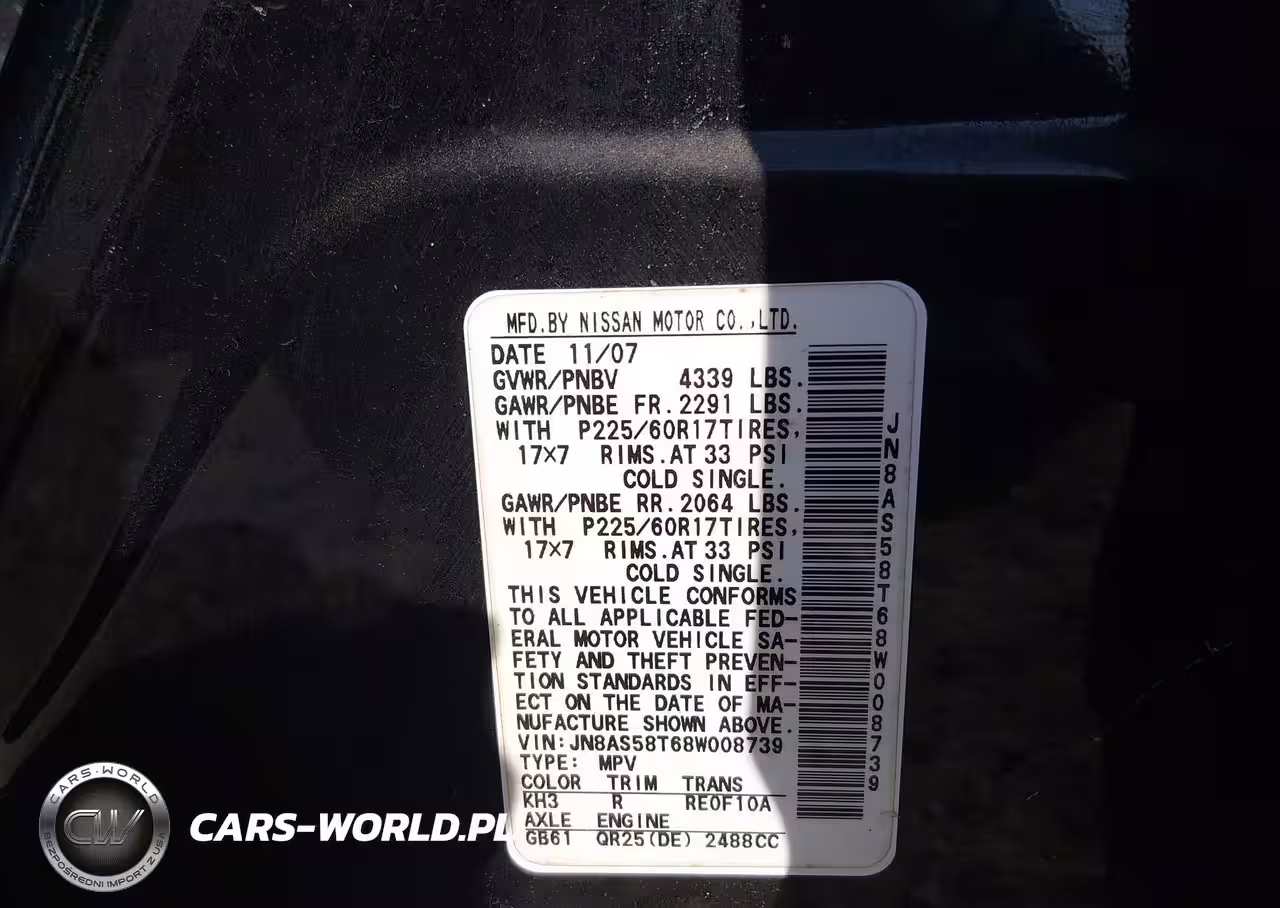 MFD.BY NISSAN MOTOR CO.,LTD.
DATE 11/07
GVWR/PNBV 4339 LBS.
GAWR/PNBE FR.2291 LBS.
WITH P225/60R17TIRES,
17×7 RIMS.AT 33 PSI
COLD SINGLE.
GAWR/PNBE RR.2064 LBS.
WITH P225/60R17TIRES,
17×7 RIMS.AT 33 PSI
COLD SINGLE.
THIS VEHICLE CONFORMS
TO ALL APPLICABLE FED-
ERAL MOTOR VEHICLE SA-
FETY AND THEFT PREVEN-
TION STANDARDS IN EFF-
ECT ON THE DATE OF MA-
NUFACTURE SHOWN ABOVE.
VIN:JN8AS58T68W008739
TYPE: MPV
COLOR TRIM TRANS
KH3 R RE0F10A
AXLE ENGINE
GB61 QR25(DE) 2488CC
JN8AS58T68W008739
CARS-WORLD
CW
BEZPOŚREDNI IMPORT Z USA
CARS-WORLD.PL